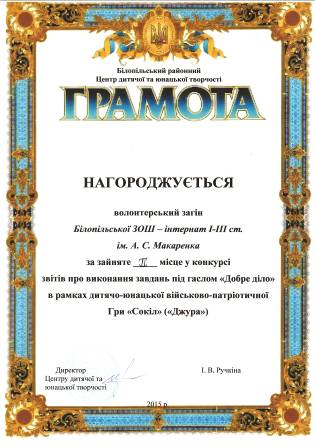 Білопільський районний
Центр дитячої та юнацької творчості
ГРАМОТА
НАГОРОДЖУЄТЬСЯ
волонтерський загін
Білопільської ЗОШ – інтернат І-ІІІ ст.
ім. А. С. Макаренка
за зайняте ІІ місце у конкурсі
звітів про виконання завдань під гаслом «Добре діло»
в рамках дитячо-юнацької військово-патріотичної
Гри «Сокіл» («Джура»)
Директор І. В. Ручкіна
Центру дитячої та
юнацької творчості
2015 р.